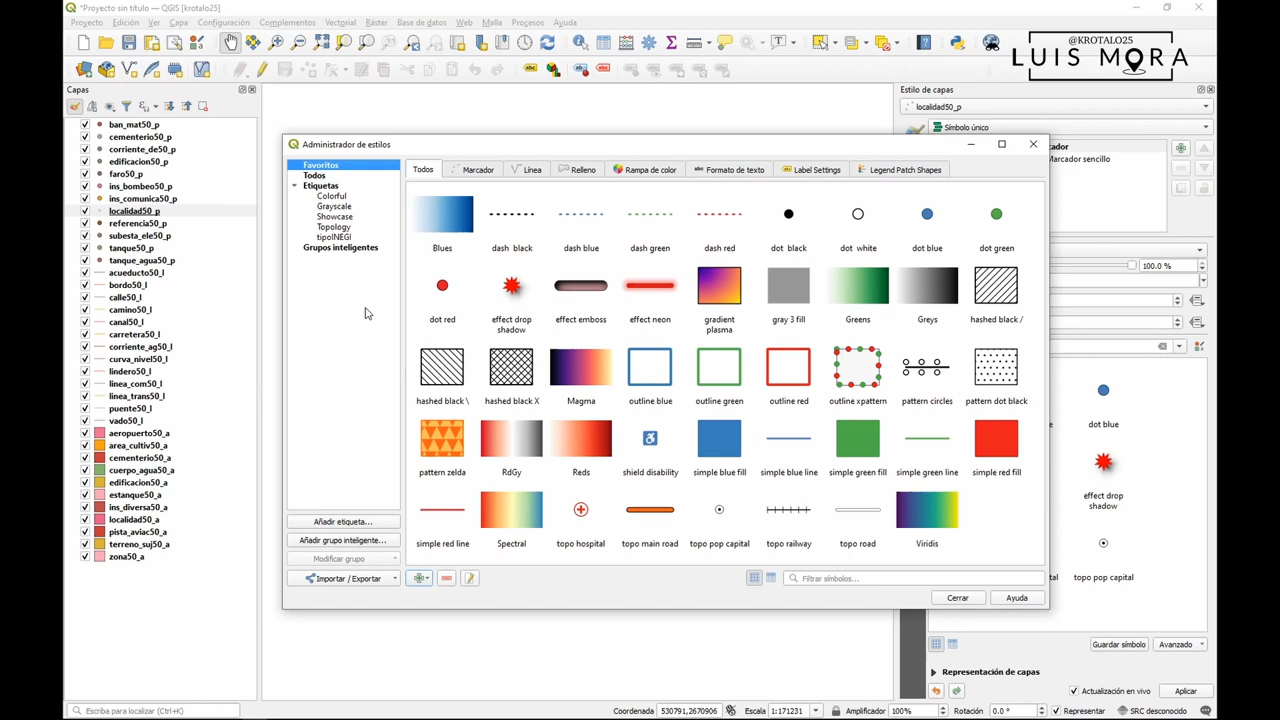 *Proyecto sin título — QGIS [krotalo25]
Proyecto Edición Ver Capa Configuración Complementos Vectorial Ráster Base de datos Web Malla Procesos Ayuda
@KROTALO25
LUIS MORA
Capas
ban_mat50_p
cementerio50_p
corriente_de50_p
edificacion50_p
faro50_p
ins_bombeo50_p
ins_comunica50_p
localidad50_p
referencia50_p
subesta_ele50_p
tanque50_p
tanque_agua50_p
acueducto50_l
bordo50_l
calle50_l
camino50_l
canal50_l
carretera50_l
corriente_ag50_l
curva_nivel50_l
lindero50_l
linea_com50_l
linea_trans50_l
puente50_l
vado50_l
aeropuerto50_a
area_cultiv50_a
cementerio50_a
cuerpo_agua50_a
edificacion50_a
estanque50_a
ins_diversa50_a
localidad50_a
pista_aviac50_a
terreno_suj50_a
zona50_a
Administrador de estilos
Favoritos
Todos
Etiquetas
Colorful
Grayscale
Showcase
Topology
tipoINEGI
Grupos inteligentes
Añadir etiqueta...
Añadir grupo inteligente...
Modificar grupo
Importar / Exportar
Todos Marcador Línea Relleno Rampa de color Formato de texto Label Settings Legend Patch Shapes
Blues dash black dash blue dash green dash red dot black dot white dot blue dot green
dot red effect drop shadow effect emboss effect neon gradient plasma gray 3 fill Greens Greys hashed black /
hashed black \ hashed black X Magma outline blue outline green outline red outline xpattern pattern circles pattern dot black
pattern zelda RdGy Reds shield disability simple blue fill simple blue line simple green fill simple green line simple red fill
simple red line Spectral topo hospital topo main road topo pop capital topo railway topo road Viridis
Filtrar símbolos...
Cerrar Ayuda
Estilo de capas
localidad50_p
Símbolo único
Marcador sencillo
100.0 %
dot blue
effect drop
shadow
topo pop capital
Guardar símbolo Avanzado
Representación de capas
Actualización en vivo Aplicar
Escriba para localizar (Ctrl+K)
Coordenada 530791,2670906 Escala 1:171231 Amplificador 100% Rotación 0.0 ° Representar SRC desconocido